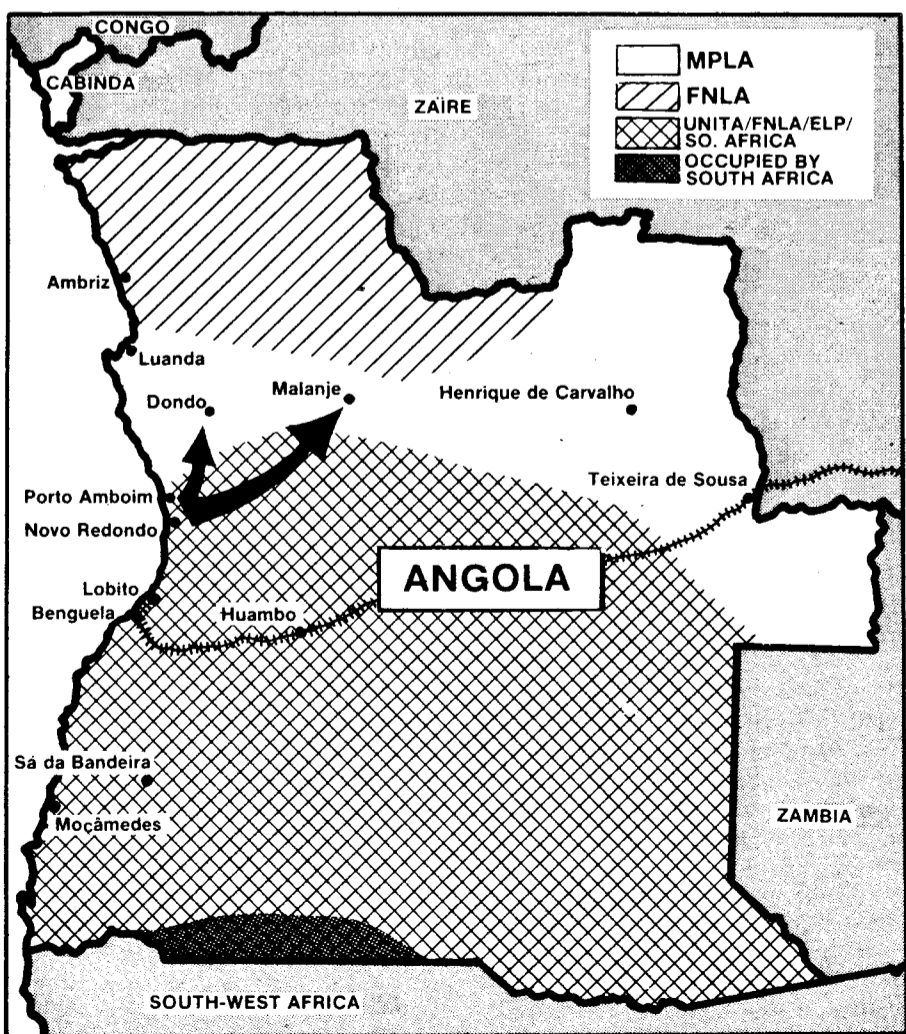 CONGO
CABINDA
ZAÏRE
MPLA
FNLA
UNITA/FNLA/ELP/
SO. AFRICA
OCCUPIED BY
SOUTH AFRICA
Ambriz
Luanda
Dondo
Malanje
Henrique de Carvalho
Teixeira de Sousa
Porto Amboim
Novo Redondo
ANGOLA
Lobito
Benguela
Huambo
Sá da Bandeira
Moçâmedes
ZAMBIA
SOUTH-WEST AFRICA